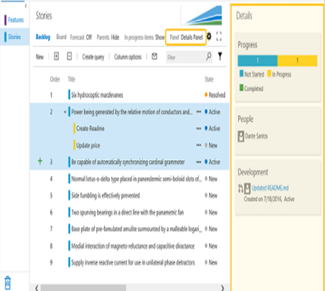 Features
Stories
Stories
Backlog Board Forecast Off Parents Hide In progress items Show Panel Details Panel
New Create query Column options Filter
Order Title State
1 Six hydrocoptic marzlevanes Resolved
2 Power being generated by the relative motion of conductors and... Active
Create Readme Active
Update price New
3 Be capable of automatically synchronizing cardinal grammeter Active
4 Normal lotus-o-delta type placed in panendermic semi-boloid slots of... New
5 Side fumbling is effectively prevented New
6 Two spurving bearings in a direct line with the parametric fan New
7 Base plate of pre-famulated amulite surmounted by a malleable logari... New
8 Modial interaction of magneto-reluctance and capacitive directance New
9 Supply inverse reactive current for use in unilateral phase detractors New
Details
Progress
1 1
Not Started In Progress
Completed
People
Dante Santos
Development
Updated README.md
Created on 7/18/2016, Active